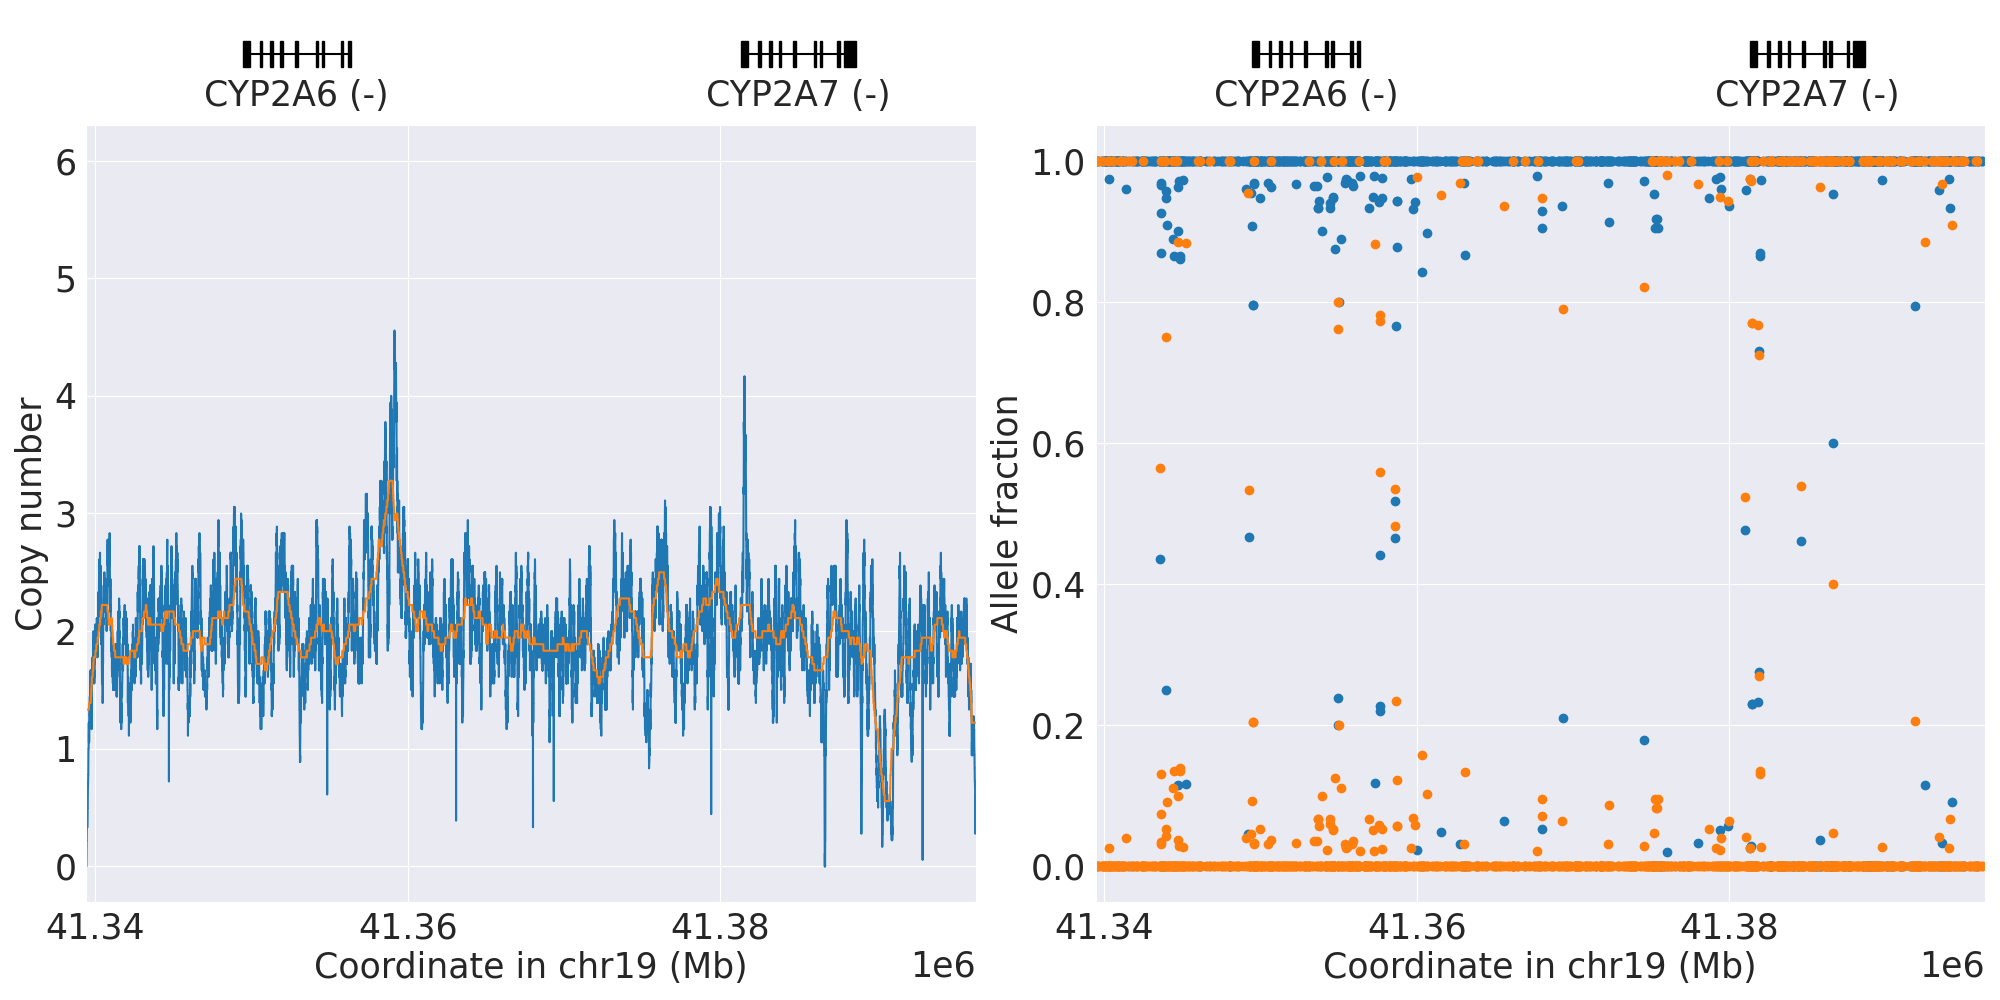 CYP2A6 (-) CYP2A7 (-)
6
5
4
3
2
1
0
Copy number
41.34 41.36 41.38
Coordinate in chr19 (Mb) 1e6
CYP2A6 (-) CYP2A7 (-)
1.0
0.8
0.6
0.4
0.2
0.0
Allele fraction
41.34 41.36 41.38
Coordinate in chr19 (Mb) 1e6